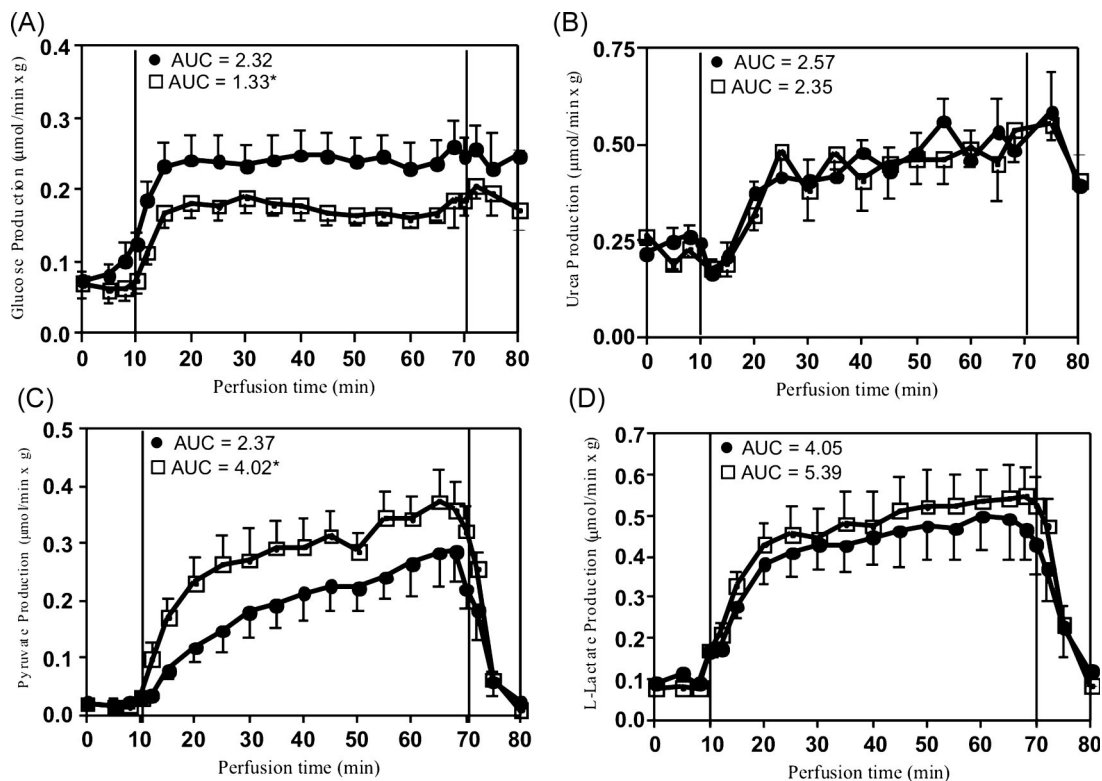 (A)
Glucose Production (µmol/min x g)
AUC = 2.32
AUC = 1.33*
0.4
0.3
0.2
0.1
0.0
0 10 20 30 40 50 60 70 80
Perfusion time (min)
(B)
Urea Production (µmol/min x g)
AUC = 2.57
AUC = 2.35
0.75
0.50
0.25
0.00
0 10 20 30 40 50 60 70 80
Perfusion time (min)
(C)
Pyruvate Production (µmol/min x g)
AUC = 2.37
AUC = 4.02*
0.5
0.4
0.3
0.2
0.1
0.0
0 10 20 30 40 50 60 70 80
Perfusion time (min)
(D)
L-Lactate Production (µmol/min x g)
AUC = 4.05
AUC = 5.39
0.7
0.6
0.5
0.4
0.3
0.2
0.1
0.0
0 10 20 30 40 50 60 70 80
Perfusion time (min)